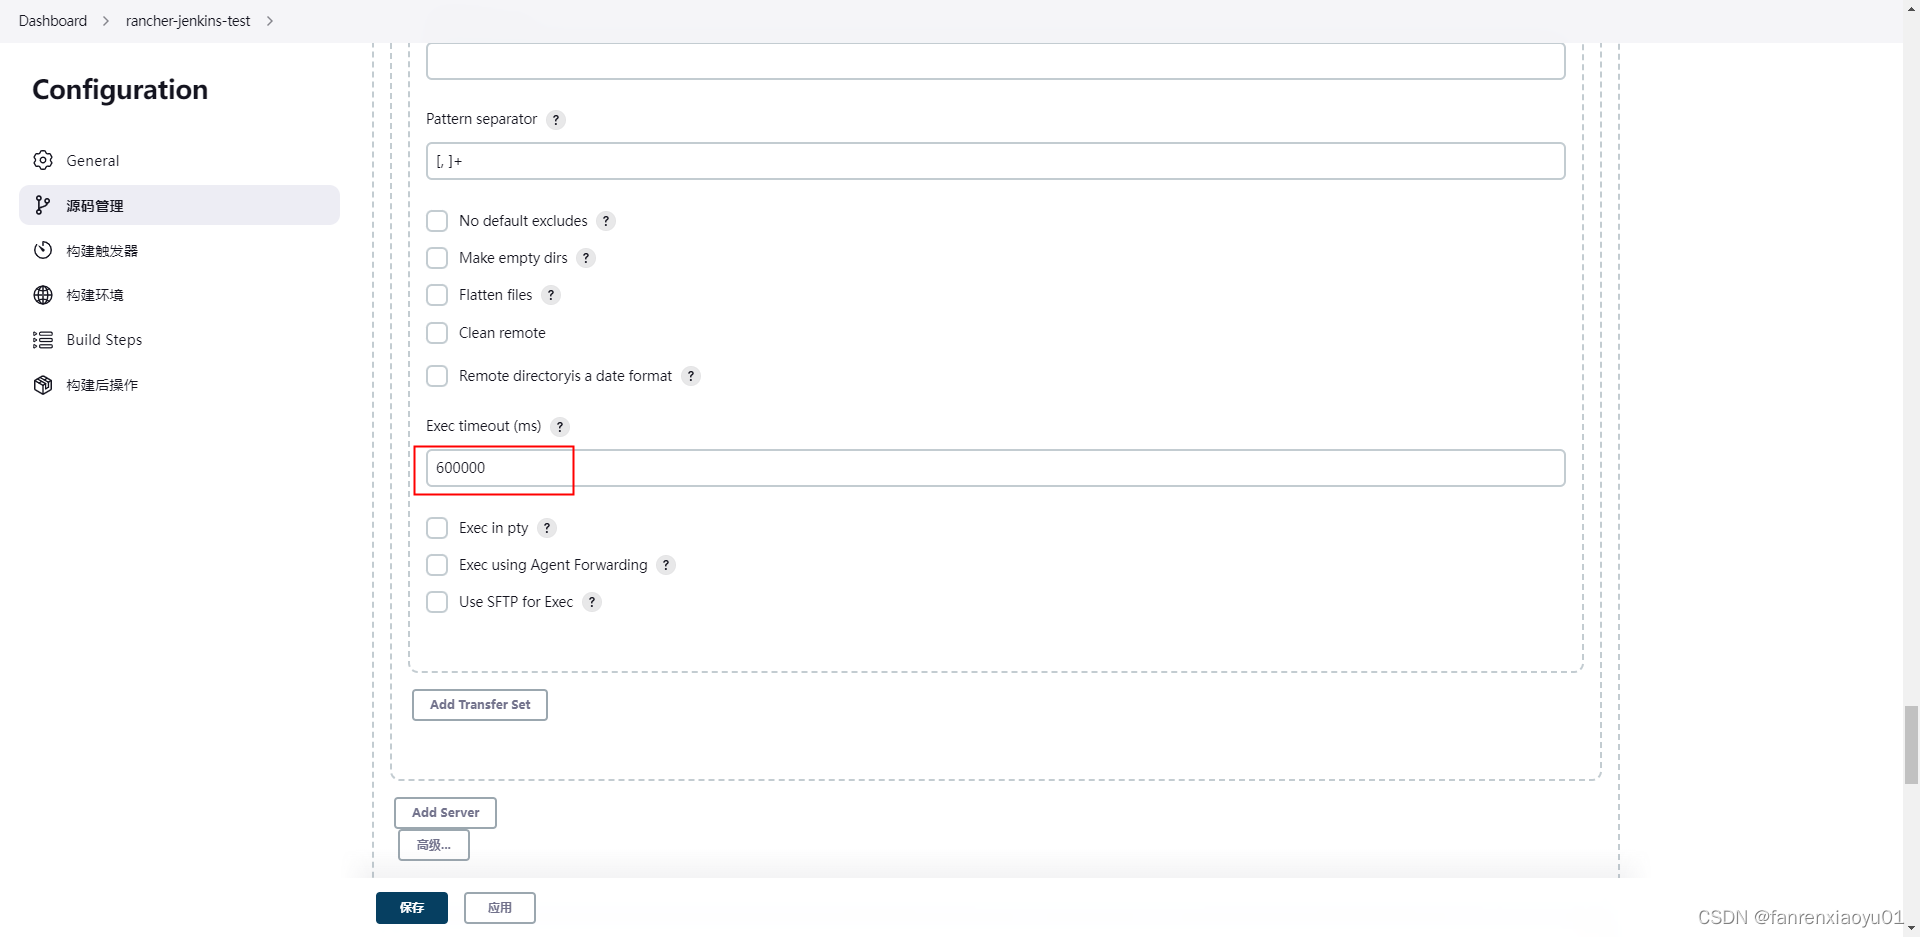 Dashboard > rancher-jenkins-test >
Configuration
General
源码管理
构建触发器
构建环境
Build Steps
构建后操作
Pattern separator ?
[, ]+
No default excludes ?
Make empty dirs ?
Flatten files ?
Clean remote
Remote directoryis a date format ?
Exec timeout (ms) ?
600000
Exec in pty ?
Exec using Agent Forwarding ?
Use SFTP for Exec ?
Add Transfer Set
Add Server
高级...
保存 应用
CSDN @fanrenxiaoyu01